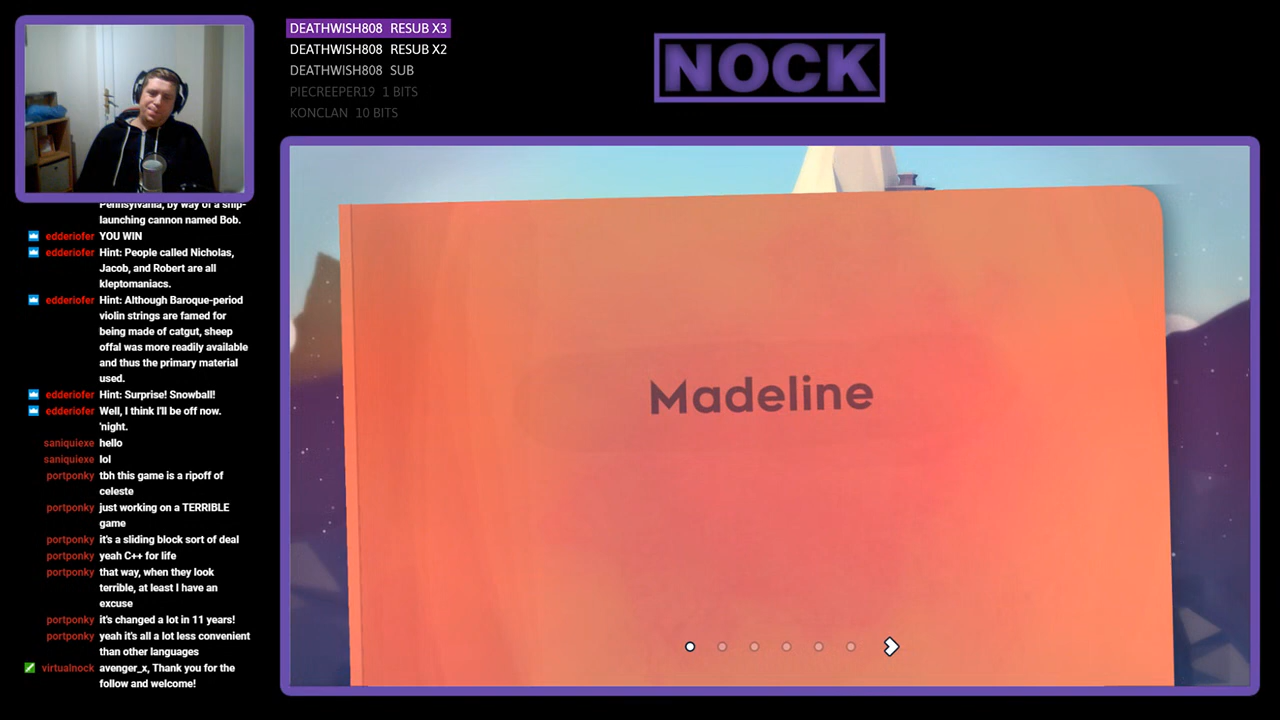 DEATHWISH808 RESUB X3
DEATHWISH808 RESUB X2
DEATHWISH808 SUB
PIECREEPER19 1 BITS
KONCLAN 10 BITS
NOCK
Pennsylvania, by way of a ship-
launching cannon named Bob.
edderiofer YOU WIN
edderiofer Hint: People called Nicholas,
Jacob, and Robert are all
kleptomaniacs.
edderiofer Hint: Although Baroque-period
violin strings are famed for
being made of catgut, sheep
offal was more readily available
and thus the primary material
used.
edderiofer Hint: Surprise! Snowball!
edderiofer Well, I think I'll be off now.
'night.
saniquiexe hello
saniquiexe lol
portponky tbh this game is a ripoff of
celeste
portponky just working on a TERRIBLE
game
portponky it's a sliding block sort of deal
portponky yeah C++ for life
portponky that way, when they look
terrible, at least I have an
excuse
portponky it's changed a lot in 11 years!
portponky yeah it's all a lot less convenient
than other languages
virtualnock avenger_x, Thank you for the
follow and welcome!
Madeline